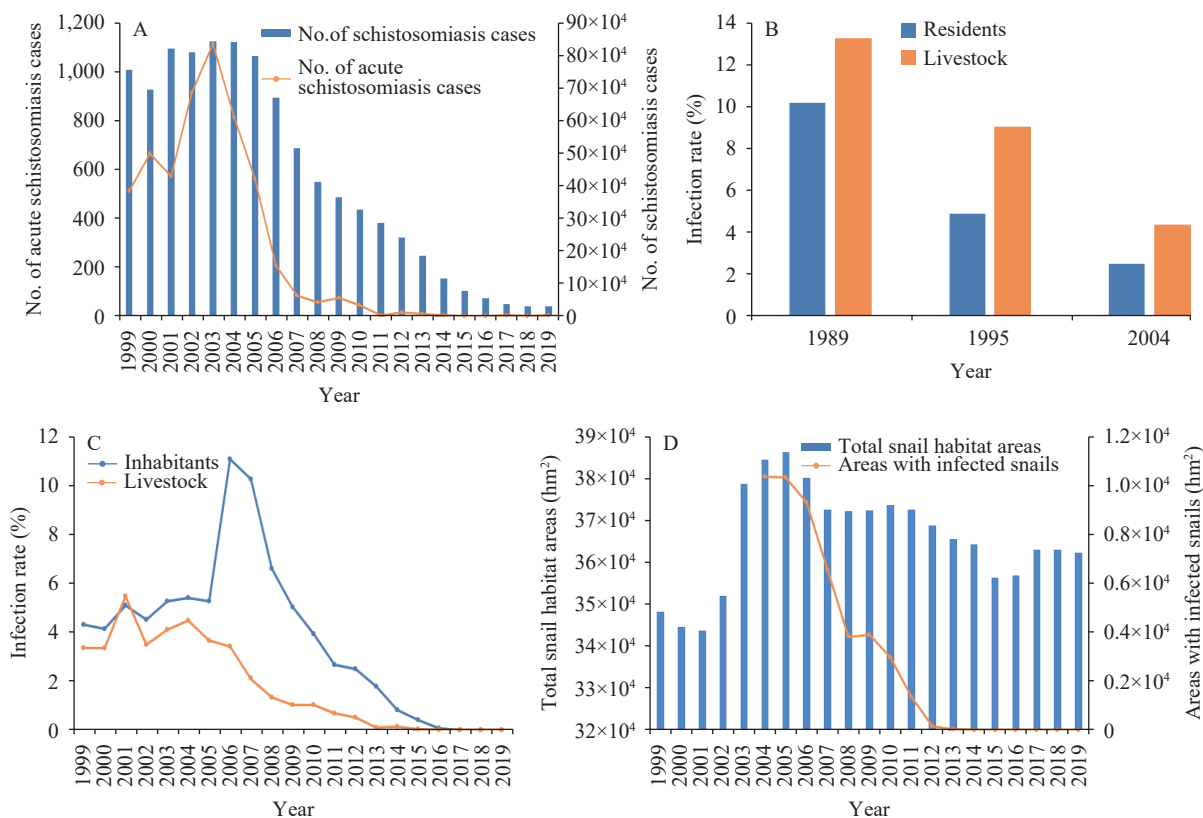 A
No.of schistosomiasis cases
No. of acute
schistosomiasis cases
No. of acute schistosomiasis cases
1,200
1,000
800
600
400
200
0
90×10⁴
80×10⁴
70×10⁴
60×10⁴
50×10⁴
40×10⁴
30×10⁴
20×10⁴
10×10⁴
0
No. of schistosomiasis cases
1999 2000 2001 2002 2003 2004 2005 2006 2007 2008 2009 2010 2011 2012 2013 2014 2015 2016 2017 2018 2019
Year
B
Residents
Livestock
Infection rate (%)
14
12
10
8
6
4
2
0
1989 1995 2004
Year
C
Inhabitants
Livestock
Infection rate (%)
12
10
8
6
4
2
0
1999 2000 2001 2002 2003 2004 2005 2006 2007 2008 2009 2010 2011 2012 2013 2014 2015 2016 2017 2018 2019
Year
D
Total snail habitat areas
Areas with infected snails
Total snail habitat areas (hm²)
39×10⁴
38×10⁴
37×10⁴
36×10⁴
35×10⁴
34×10⁴
33×10⁴
32×10⁴
1.2×10⁴
1.0×10⁴
0.8×10⁴
0.6×10⁴
0.4×10⁴
0.2×10⁴
0
Areas with infected snails (hm²)
1999 2000 2001 2002 2003 2004 2005 2006 2007 2008 2009 2010 2011 2012 2013 2014 2015 2016 2017 2018 2019
Year